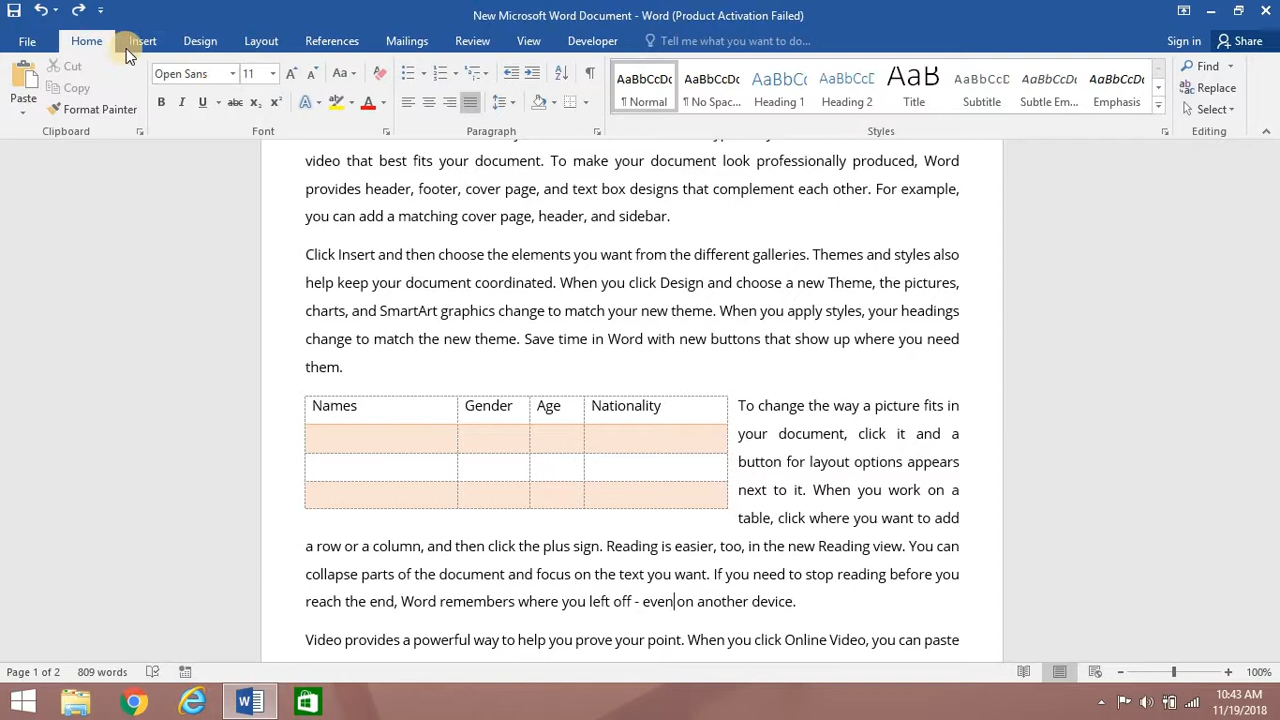 New Microsoft Word Document - Word (Product Activation Failed)
File Home Insert Design Layout References Mailings Review View Developer Tell me what you want to do... Sign in Share
Paste
Cut
Copy
Format Painter
Clipboard
Open Sans 11
Font
Paragraph
AaBbCcDc AaBbCcDc AaBbCc AaBbCcD AaB AaBbCcD AaBbCcDc AaBbCcDc
¶ Normal ¶ No Spac... Heading 1 Heading 2 Title Subtitle Subtle Em... Emphasis
Styles
Find
Replace
Select
Editing
video that best fits your document. To make your document look professionally produced, Word
provides header, footer, cover page, and text box designs that complement each other. For example,
you can add a matching cover page, header, and sidebar.
Click Insert and then choose the elements you want from the different galleries. Themes and styles also
help keep your document coordinated. When you click Design and choose a new Theme, the pictures,
charts, and SmartArt graphics change to match your new theme. When you apply styles, your headings
change to match the new theme. Save time in Word with new buttons that show up where you need
them.
Names Gender Age Nationality
To change the way a picture fits in
your document, click it and a
button for layout options appears
next to it. When you work on a
table, click where you want to add
a row or a column, and then click the plus sign. Reading is easier, too, in the new Reading view. You can
collapse parts of the document and focus on the text you want. If you need to stop reading before you
reach the end, Word remembers where you left off - even on another device.
Video provides a powerful way to help you prove your point. When you click Online Video, you can paste
Page 1 of 2 809 words 100%
10:43 AM
11/19/2018